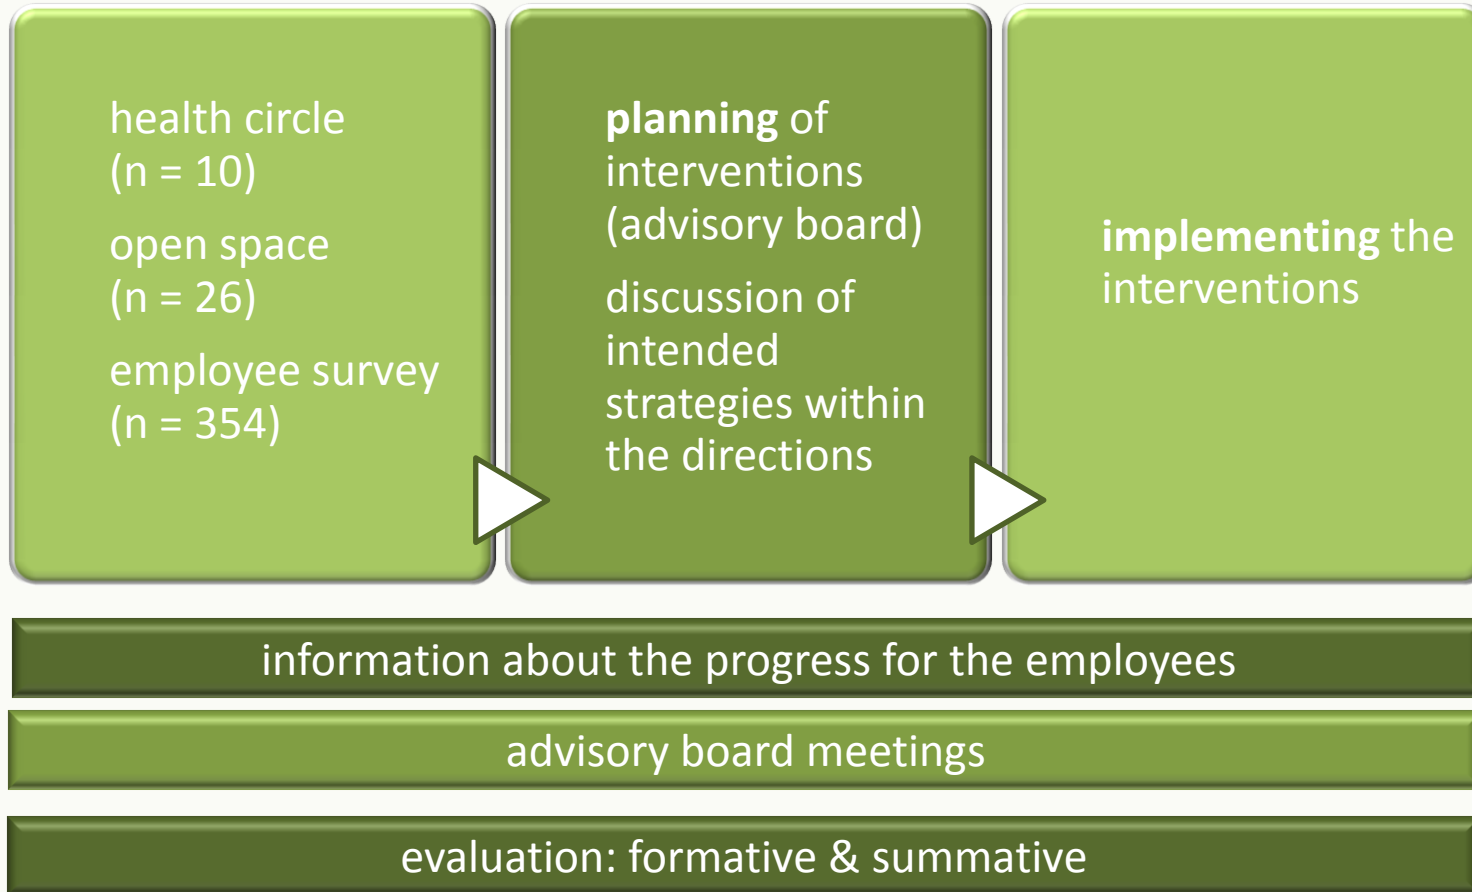 health circle
(n = 10)
open space
(n = 26)
employee survey
(n = 354)
planning of
interventions
(advisory board)
discussion of
intended
strategies within
the directions
implementing the
interventions
information about the progress for the employees
advisory board meetings
evaluation: formative & summative